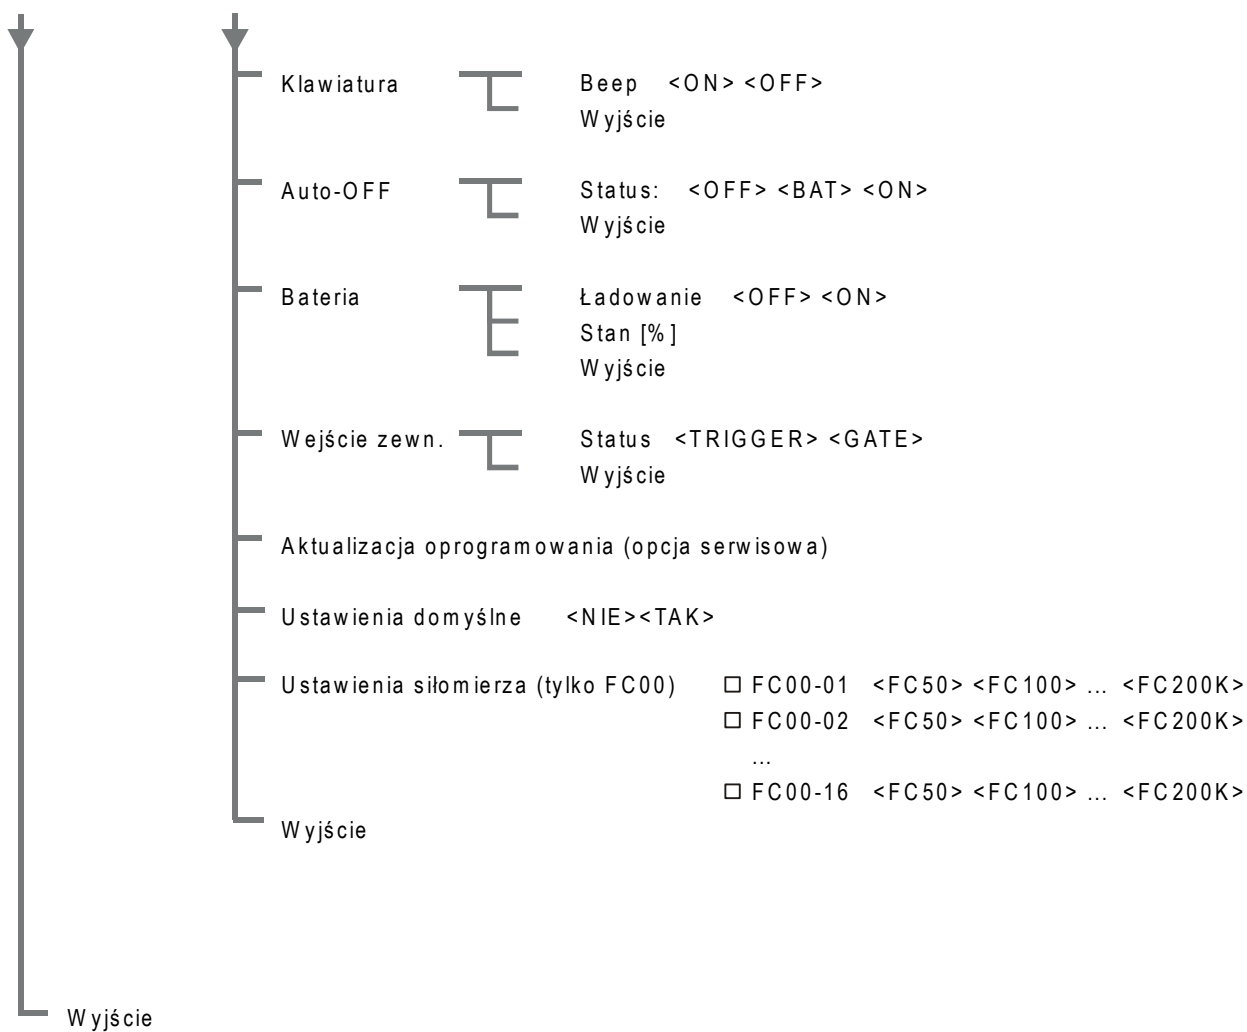 Klawiatura Beep <ON> <OFF>
Wyjście
Auto-OFF Status: <OFF> <BAT> <ON>
Wyjście
Bateria Ładowanie <OFF> <ON>
Stan [%]
Wyjście
Wejście zewn. Status <TRIGGER> <GATE>
Wyjście
Aktualizacja oprogramowania (opcja serwisowa)
Ustawienia domyślne <NIE><TAK>
Ustawienia siłomierza (tylko FC00) □ FC00-01 <FC50> <FC100> ... <FC200K>
□ FC00-02 <FC50> <FC100> ... <FC200K>
...
□ FC00-16 <FC50> <FC100> ... <FC200K>
Wyjście
Wyjście